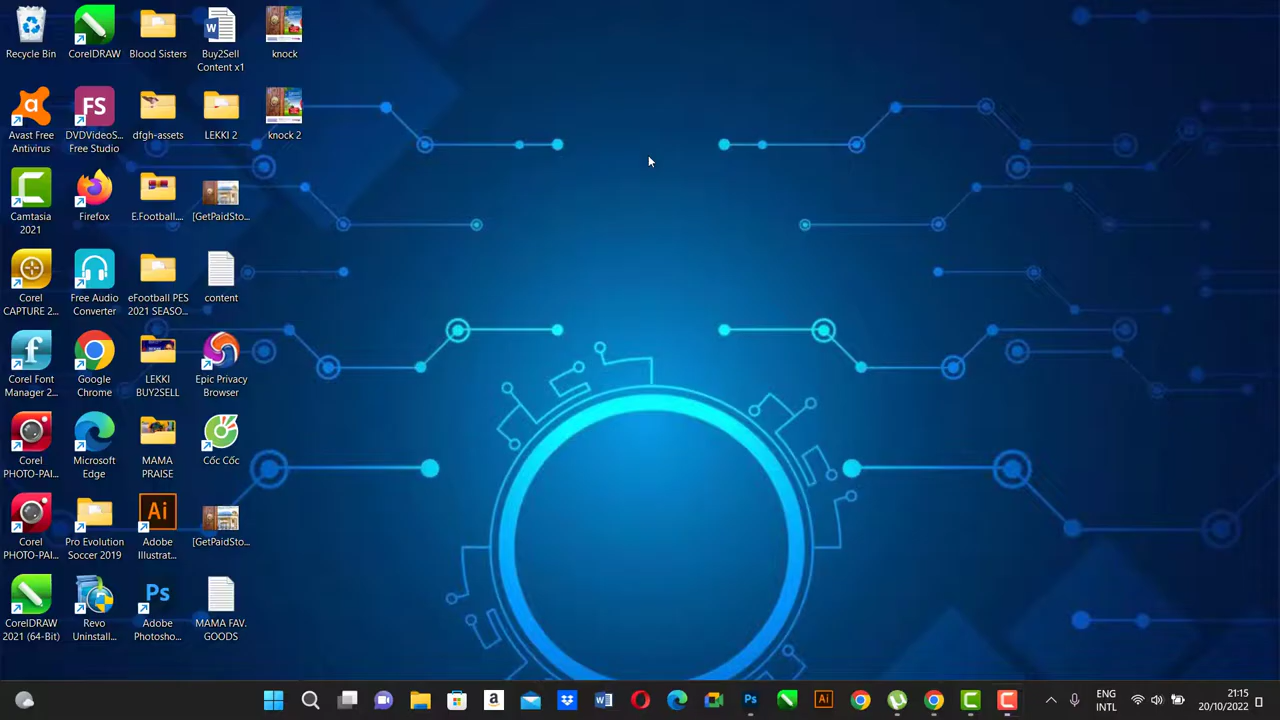 Recycle Bin
CorelDRAW
Blood Sisters
Buy2Sell
Content x1
knock
Avast Free
Antivirus
DVDVideoS...
Free Studio
dfgh-assets
LEKKI 2
knock 2
Camtasia
2021
Firefox
E.Football....
[GetPaidSto...
Corel
CAPTURE 2...
Free Audio
Converter
eFootball PES
2021 SEASO...
content
Corel Font
Manager 2...
Google
Chrome
LEKKI
BUY2SELL
Epic Privacy
Browser
Corel
PHOTO-PAI...
Microsoft
Edge
MAMA
PRAISE
Cốc Cốc
Corel
PHOTO-PAI...
Pro Evolution
Soccer 2019
Adobe
Illustrat...
[GetPaidSto...
CorelDRAW
2021 (64-Bit)
Revo
Uninstall...
Adobe
Photosho...
MAMA FAV.
GOODS
FS
Ai
Ps
ENG
INTL
21:15
20/10/2022